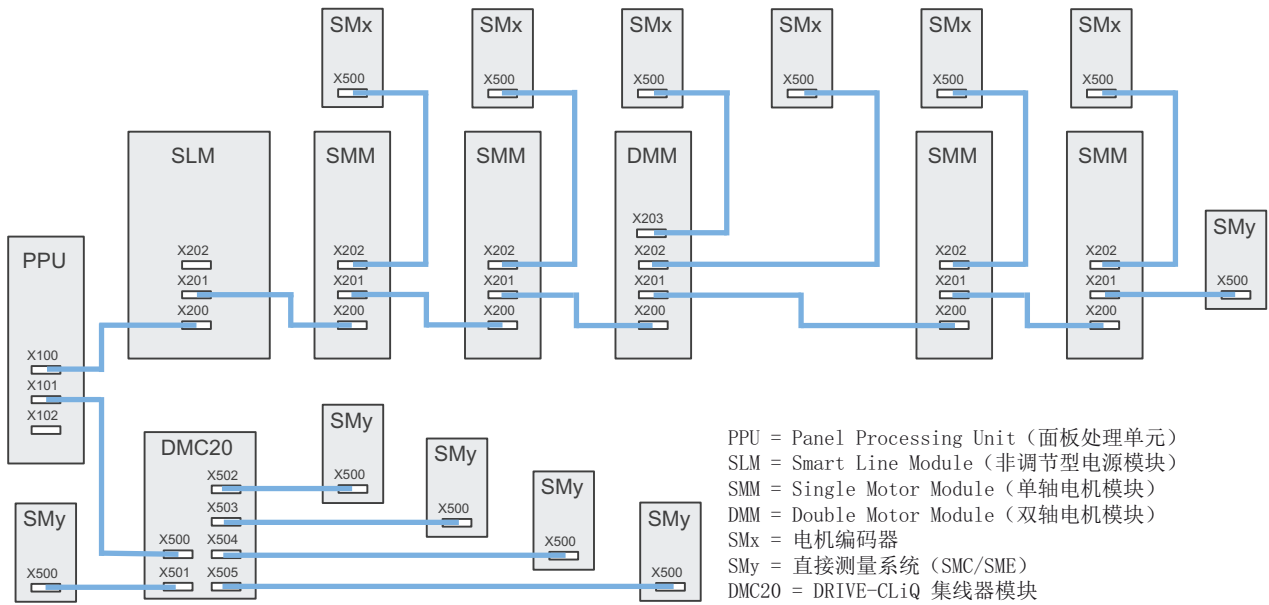 SMx
SMx
SMx
SMx
SMx
SMx
X500
X500
X500
X500
X500
X500
SLM
SMM
SMM
DMM
SMM
SMM
X203
SMy
PPU
X202
X202
X202
X202
X202
X202
X201
X201
X201
X201
X201
X201
X500
X200
X200
X200
X200
X200
X200
X100
X101
X102
DMC20
SMy
SMy
SMy
SMy
SMy
X502
X500
X503
X500
X500
X504
X500
X500
X501
X505
X500
PPU = Panel Processing Unit（面板处理单元）
SLM = Smart Line Module（非调节型电源模块）
SMM = Single Motor Module（单轴电机模块）
DMM = Double Motor Module（双轴电机模块）
SMx = 电机编码器
SMy = 直接测量系统（SMC/SME）
DMC20 = DRIVE-CLiQ 集线器模块